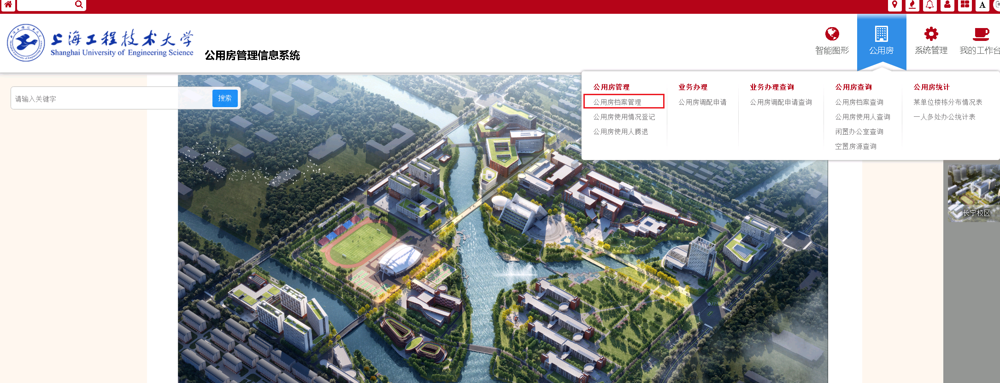 A
上海工程技术大学
Shanghai University of Engineering Science
公用房管理信息系统
智能图形
公用房
系统管理
我的工作台
请输入关键字
搜索
公用房管理
公用房档案管理
公用房使用情况登记
公用房使用人腾退
业务办理
公用房调配申请
业务办理查询
公用房调配申请查询
公用房查询
公用房档案查询
公用房使用人查询
闲置办公室查询
空置房源查询
公用房统计
某单位楼栋分布情况表
一人多处办公统计表
长宁校区